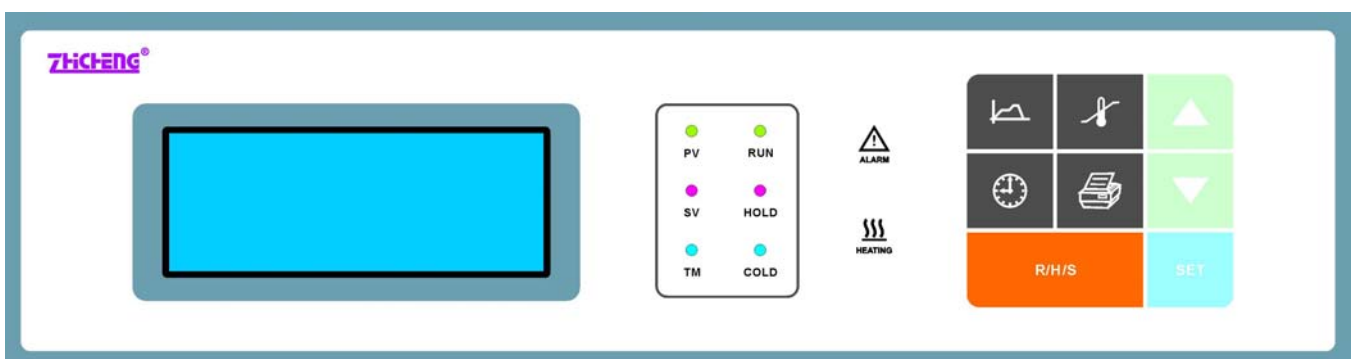 ZHiCHENG®
PV RUN
SV HOLD
TM COLD
ALARM
HEATING
R/H/S SET